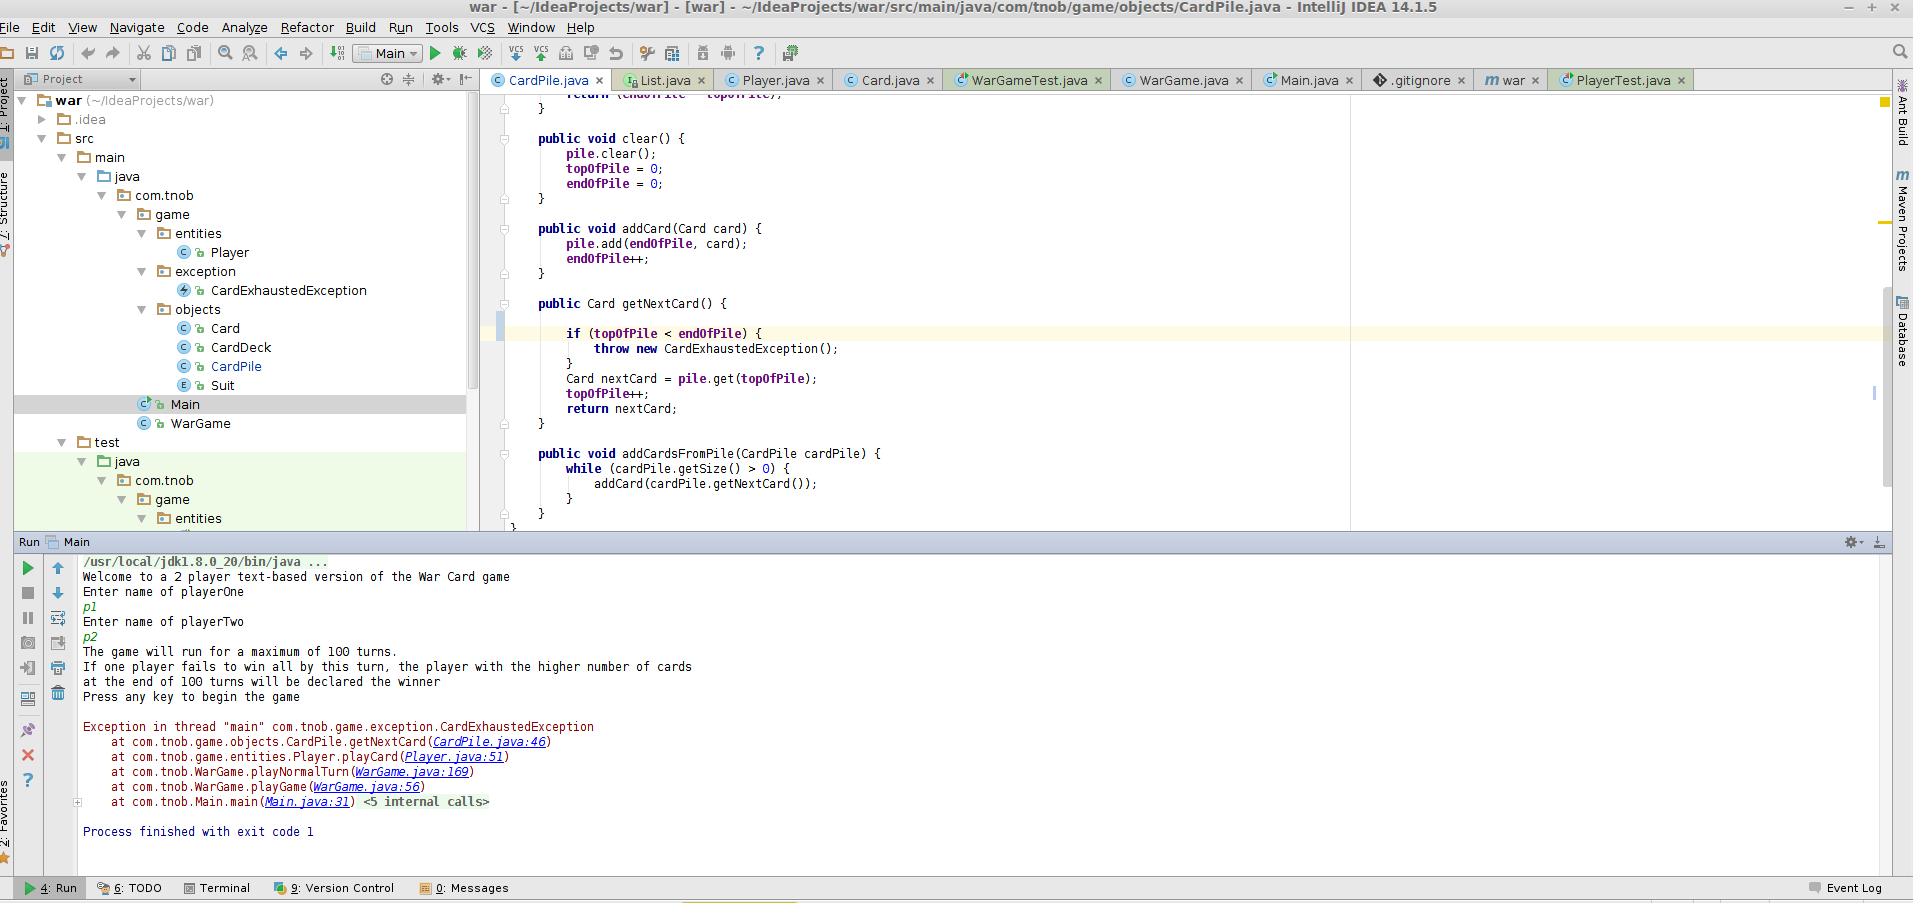 war - [~/IdeaProjects/war] - [war] - ~/IdeaProjects/war/src/main/java/com/tnob/game/objects/CardPile.java - IntelliJ IDEA 14.1.5
File Edit View Navigate Code Analyze Refactor Build Run Tools VCS Window Help
Main
VCS VCS
Project
CardPile.java List.java Player.java Card.java WarGameTest.java WarGame.java Main.java .gitignore m war PlayerTest.java
1: Project
7: Structure
2: Favorites
war (~/IdeaProjects/war)
.idea
src
main
java
com.tnob
game
entities
Player
exception
CardExhaustedException
objects
Card
CardDeck
CardPile
Suit
Main
WarGame
test
java
com.tnob
game
entities
return (endOfPile - topOfPile);
}
public void clear() {
pile.clear();
topOfPile = 0;
endOfPile = 0;
}
public void addCard(Card card) {
pile.add(endOfPile, card);
endOfPile++;
}
public Card getNextCard() {
if (topOfPile < endOfPile) {
throw new CardExhaustedException();
}
Card nextCard = pile.get(topOfPile);
topOfPile++;
return nextCard;
}
public void addCardsFromPile(CardPile cardPile) {
while (cardPile.getSize() > 0) {
addCard(cardPile.getNextCard());
}
}
}
Ant Build
m Maven Projects
Database
Run Main
/usr/local/jdk1.8.0_20/bin/java ...
Welcome to a 2 player text-based version of the War Card game
Enter name of playerOne
p1
Enter name of playerTwo
p2
The game will run for a maximum of 100 turns.
If one player fails to win all by this turn, the player with the higher number of cards
at the end of 100 turns will be declared the winner
Press any key to begin the game
Exception in thread "main" com.tnob.game.exception.CardExhaustedException
at com.tnob.game.objects.CardPile.getNextCard(CardPile.java:46)
at com.tnob.game.entities.Player.playCard(Player.java:51)
at com.tnob.WarGame.playNormalTurn(WarGame.java:169)
at com.tnob.WarGame.playGame(WarGame.java:56)
at com.tnob.Main.main(Main.java:31) <5 internal calls>
Process finished with exit code 1
4: Run 6: TODO Terminal 9: Version Control 0: Messages Event Log